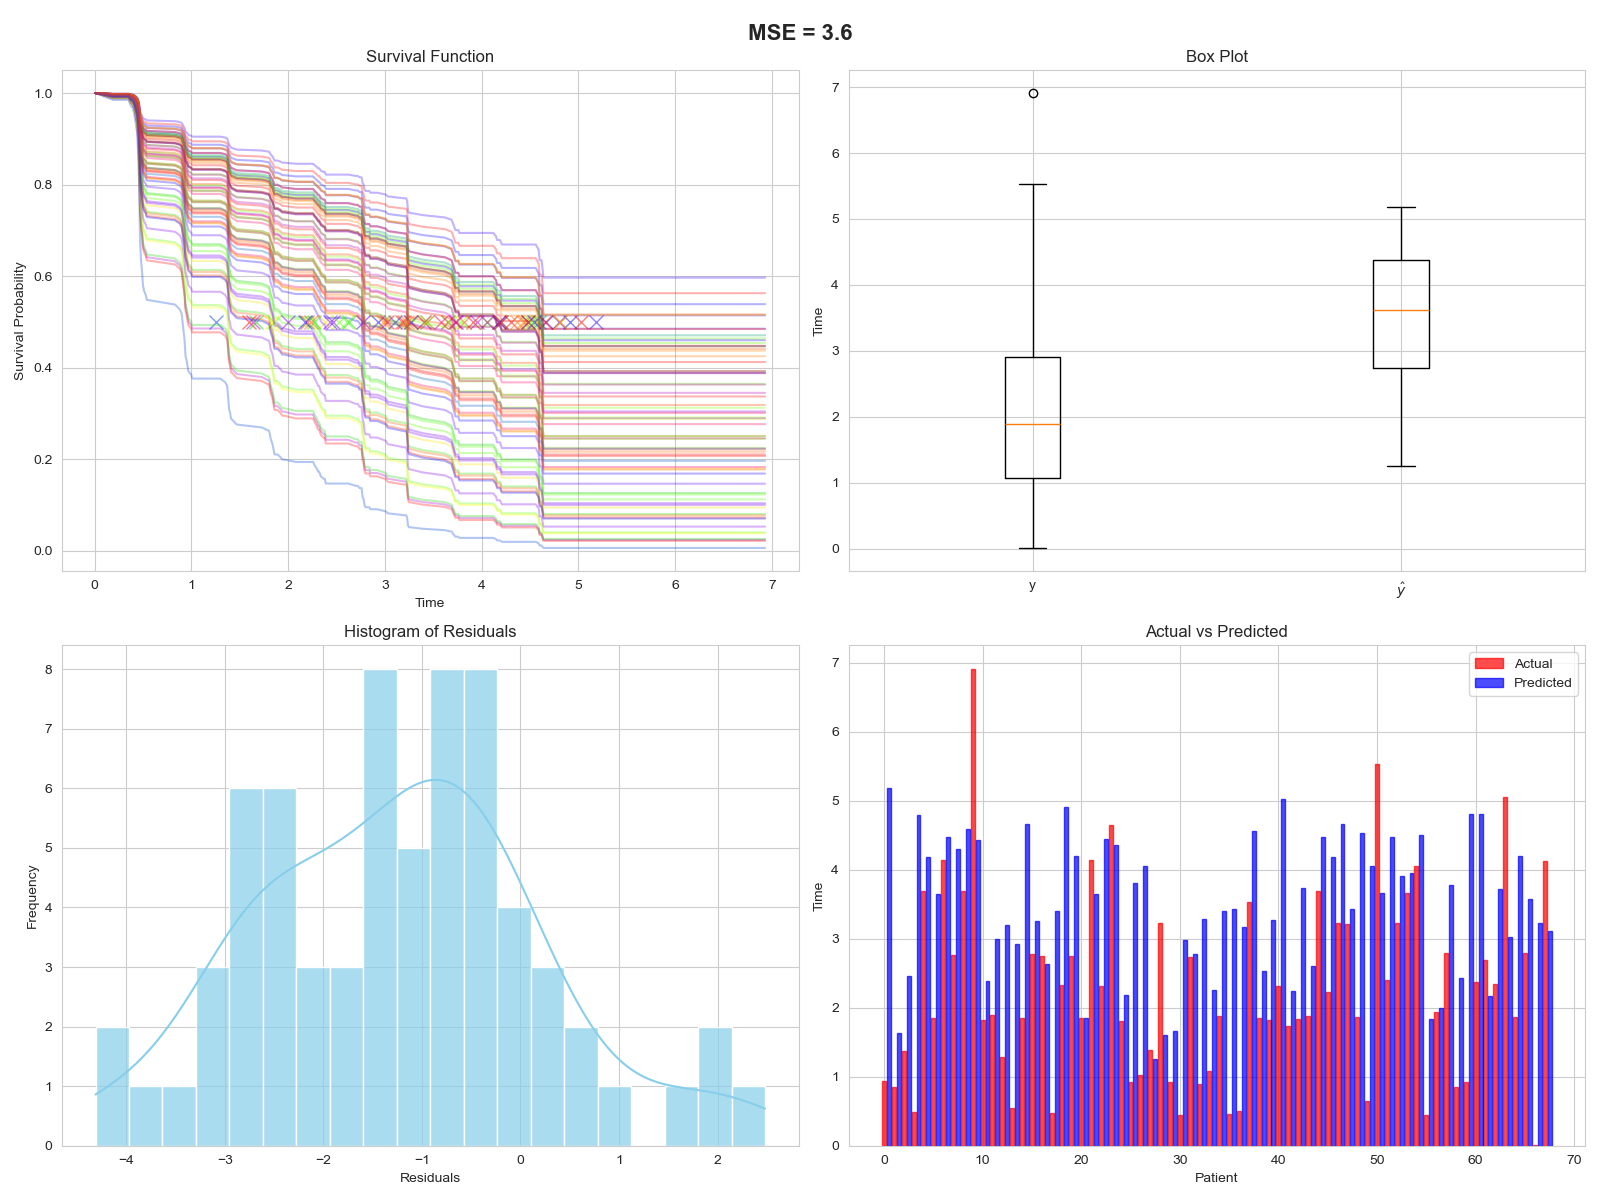 MSE = 3.6
Survival Function
Survival Probability
1.0
0.8
0.6
0.4
0.2
0.0
0 1 2 3 4 5 6 7
Time
Box Plot
Time
7
6
5
4
3
2
1
0
y ŷ
Histogram of Residuals
Frequency
8
7
6
5
4
3
2
1
0
−4 −3 −2 −1 0 1 2
Residuals
Actual vs Predicted
Actual
Predicted
Time
7
6
5
4
3
2
1
0
0 10 20 30 40 50 60 70
Patient